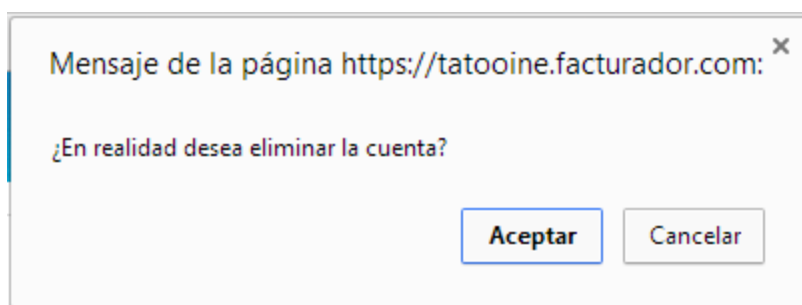 Mensaje de la página https://tatooine.facturador.com:
¿En realidad desea eliminar la cuenta?
Aceptar Cancelar